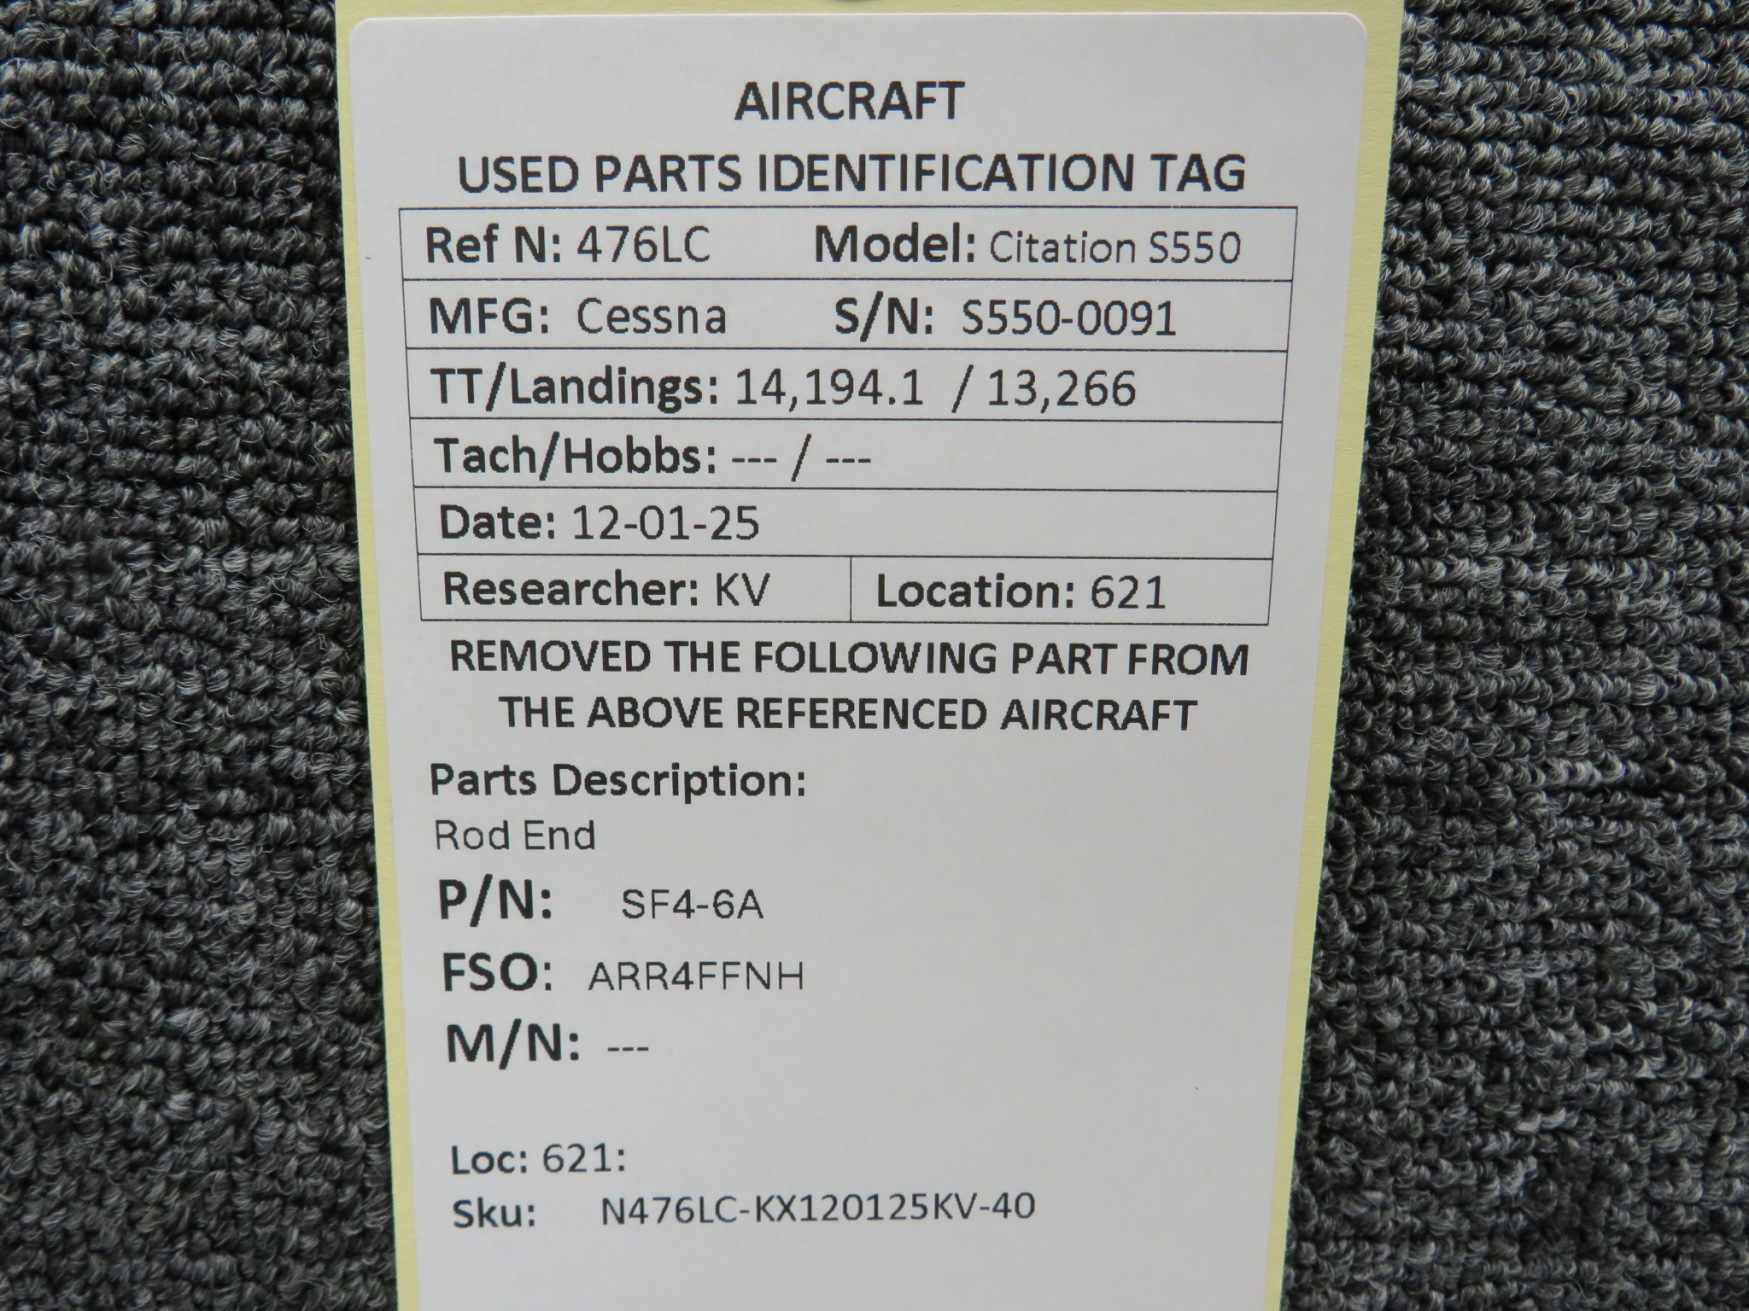 AIRCRAFT
USED PARTS IDENTIFICATION TAG
Ref N: 476LC Model: Citation S550
MFG: Cessna S/N: S550-0091
TT/Landings: 14,194.1 / 13,266
Tach/Hobbs: --- / ---
Date: 12-01-25
Researcher: KV Location: 621
REMOVED THE FOLLOWING PART FROM
THE ABOVE REFERENCED AIRCRAFT
Parts Description:
Rod End
P/N: SF4-6A
FSO: ARR4FFNH
M/N: ---
Loc: 621:
Sku: N476LC-KX120125KV-40